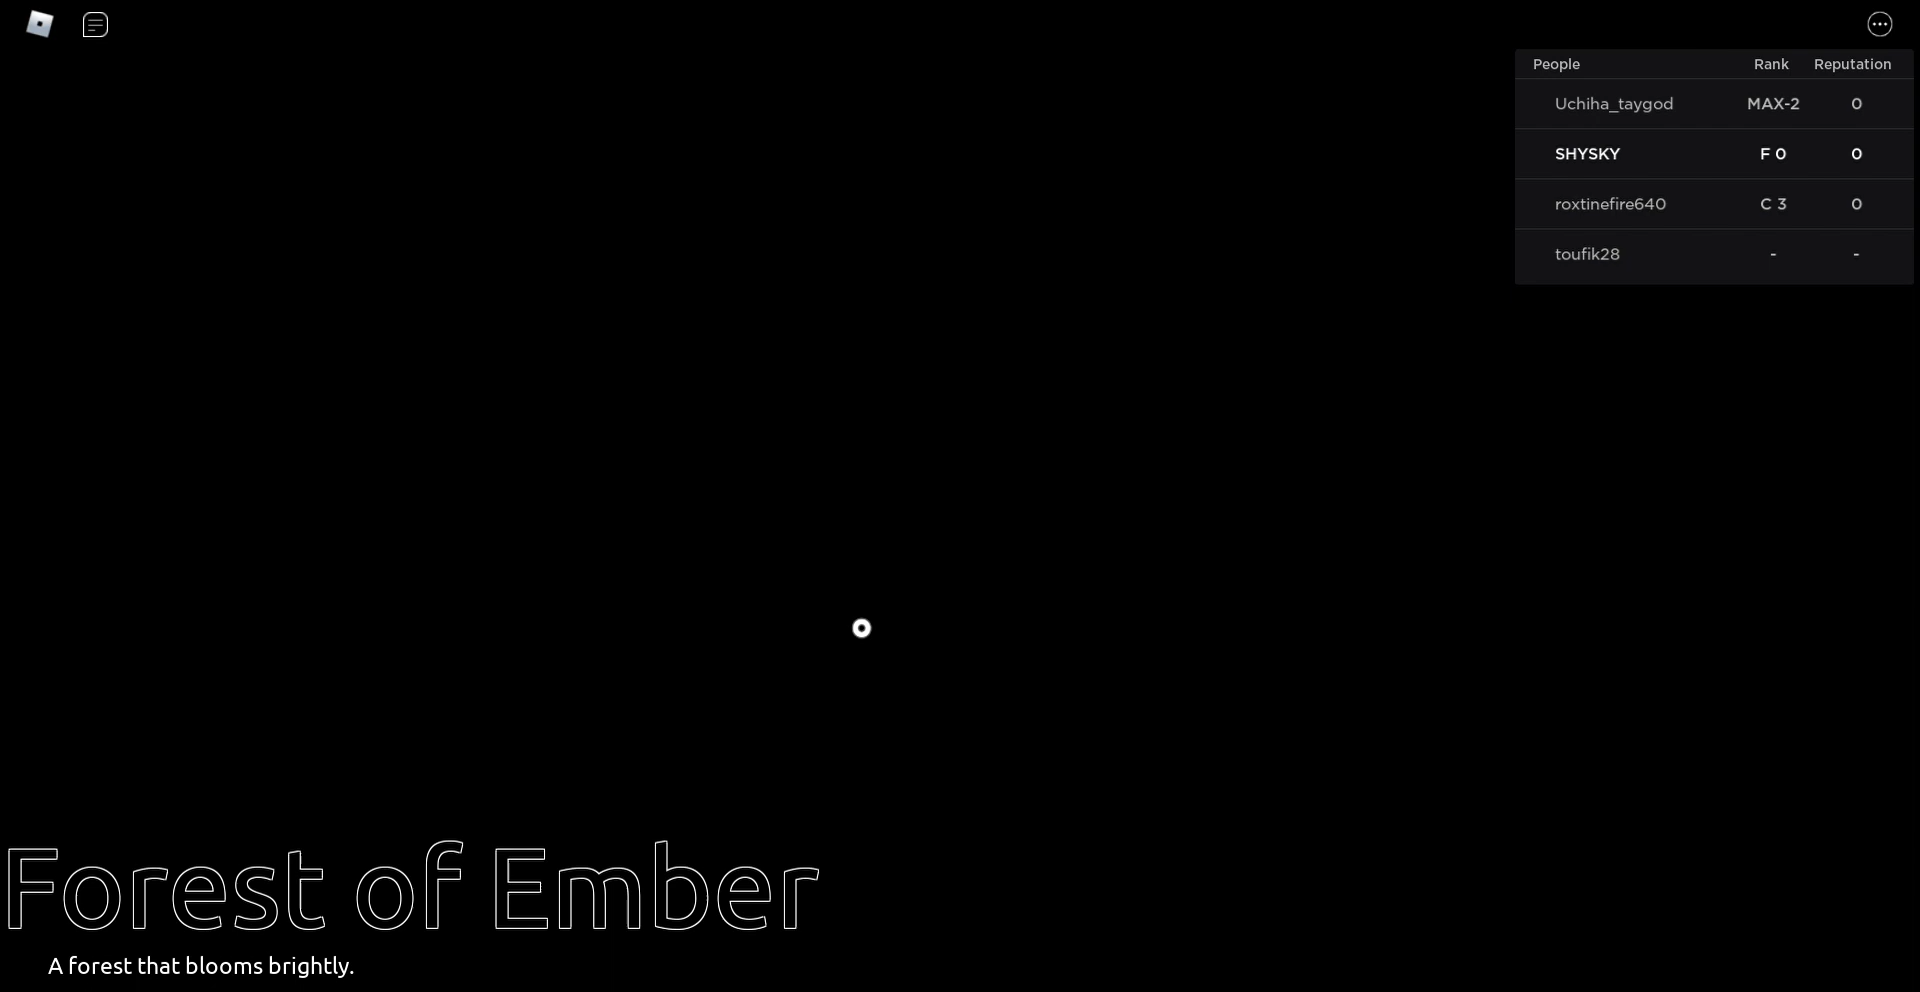 People Rank Reputation
Uchiha_taygod MAX-2 0
SHYSKY F 0 0
roxtinefire640 C 3 0
toufik28 - -
Forest of Ember
A forest that blooms brightly.